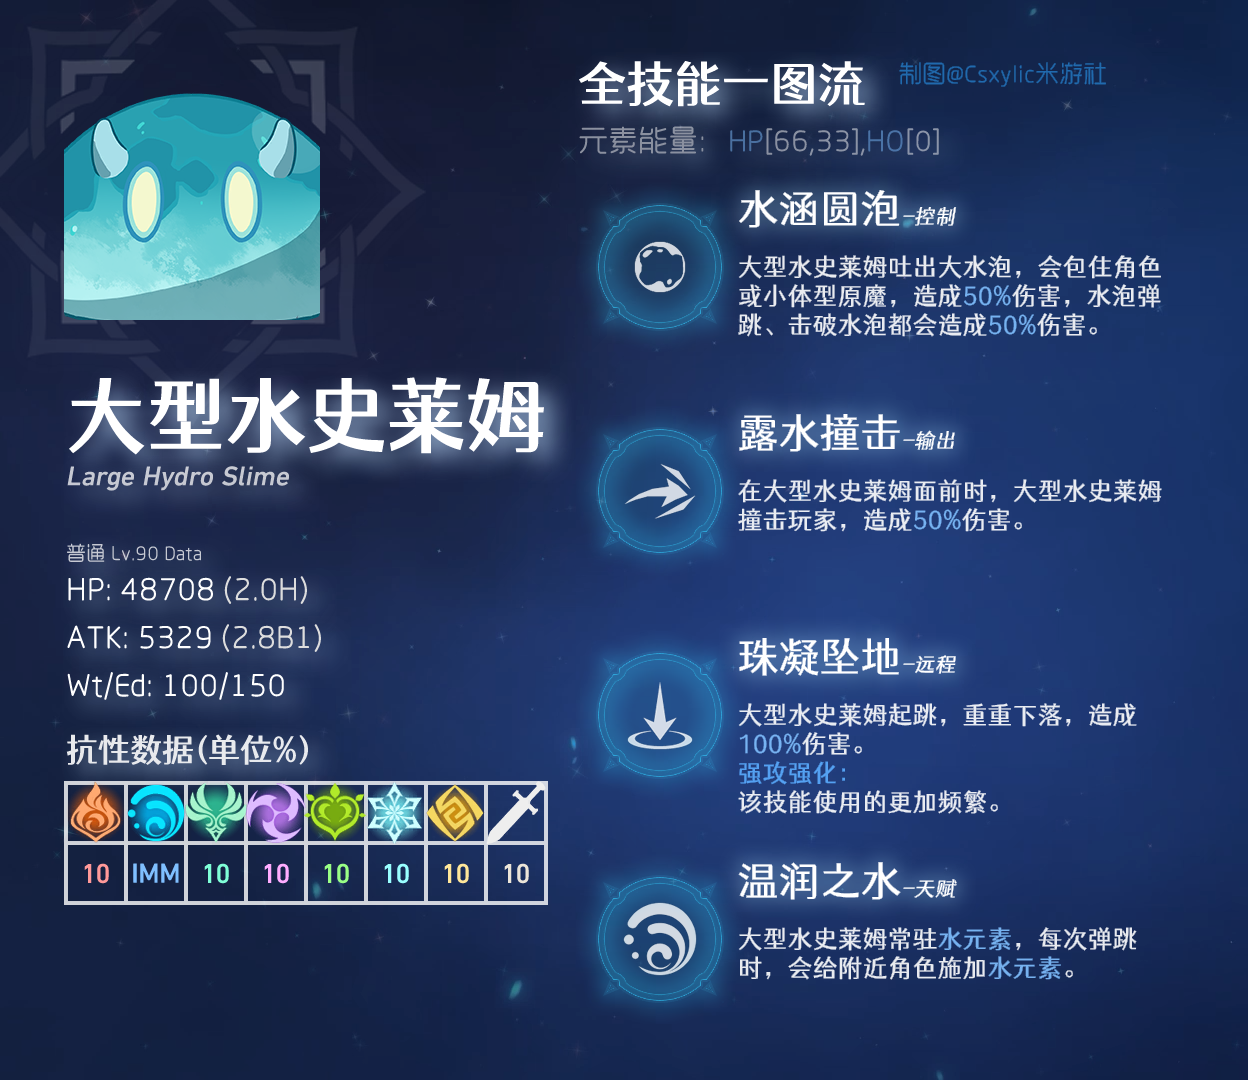 全技能一图流
制图@Csxylic米游社
元素能量: HP[66,33],HO[0]
水涵圆泡–控制
大型水史莱姆吐出大水泡，会包住角色
或小体型原魔，造成50%伤害，水泡弹
跳、击破水泡都会造成50%伤害。
大型水史莱姆
Large Hydro Slime
露水撞击–输出
在大型水史莱姆面前时，大型水史莱姆
撞击玩家，造成50%伤害。
普通 Lv.90 Data
HP: 48708 (2.0H)
ATK: 5329 (2.8B1)
Wt/Ed: 100/150
珠凝坠地–远程
大型水史莱姆起跳，重重下落，造成
100%伤害。
强攻强化:
该技能使用的更加频繁。
抗性数据(单位%)
10 IMM 10 10 10 10 10 10
温润之水–天赋
大型水史莱姆常驻水元素，每次弹跳
时，会给附近角色施加水元素。